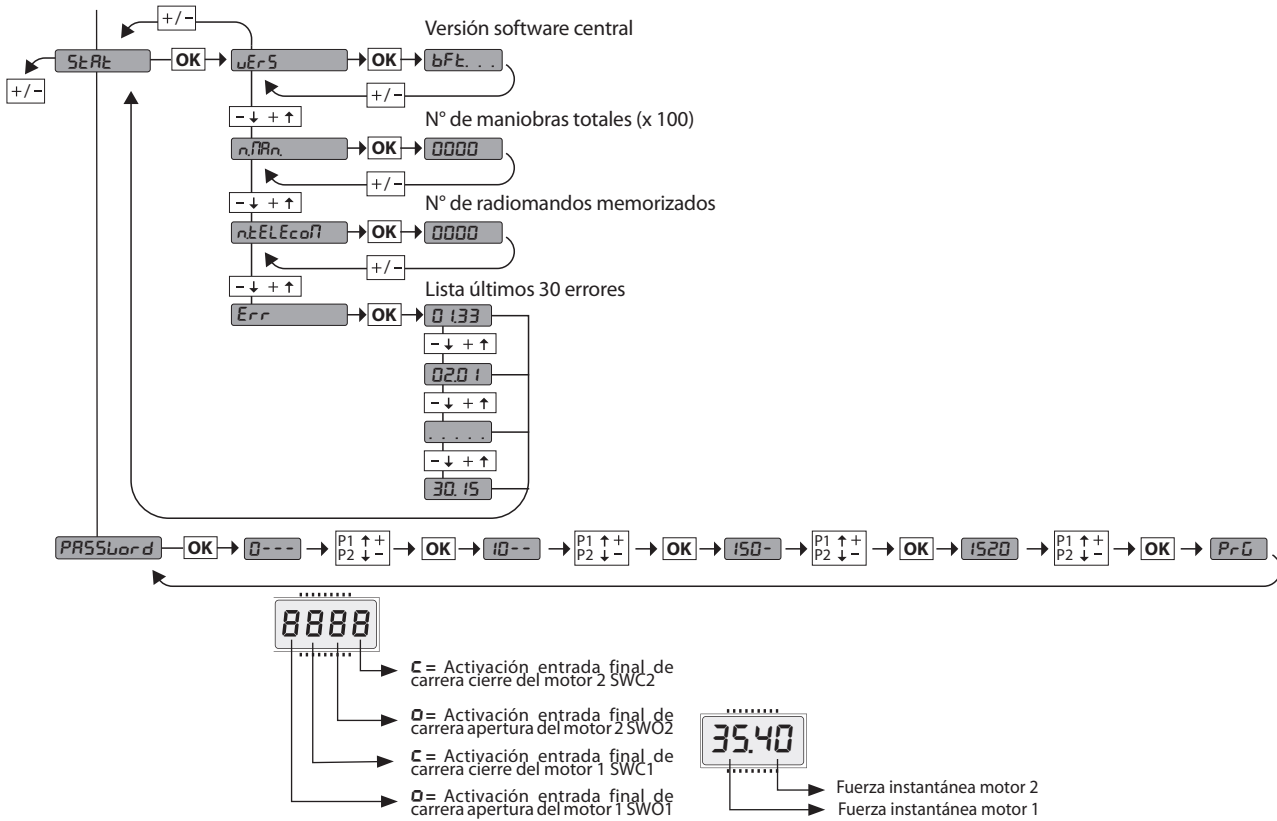 +/-
Versión software central
StAt OK vErS OK bFt. . .
+/-
+/-
- ↓ + ↑
N° de maniobras totales (x 100)
n.MAn. OK 0000
+/-
- ↓ + ↑
N° de radiomandos memorizados
n.tELEcoM OK 0000
+/-
- ↓ + ↑
Lista últimos 30 errores
Err OK 01.33
- ↓ + ↑
02.01
- ↓ + ↑
. . . . .
- ↓ + ↑
30.15
PASSword OK 0--- P1 ↑ + OK 10-- P1 ↑ + OK 150- P1 ↑ + OK 1520 P1 ↑ + OK PrG
P2 ↓ - P2 ↓ - P2 ↓ - P2 ↓ -
8888
C = Activación entrada final de
carrera cierre del motor 2 SWC2
O = Activación entrada final de
carrera apertura del motor 2 SWO2
C = Activación entrada final de
carrera cierre del motor 1 SWC1
O = Activación entrada final de
carrera apertura del motor 1 SWO1
35.40
Fuerza instantánea motor 2
Fuerza instantánea motor 1